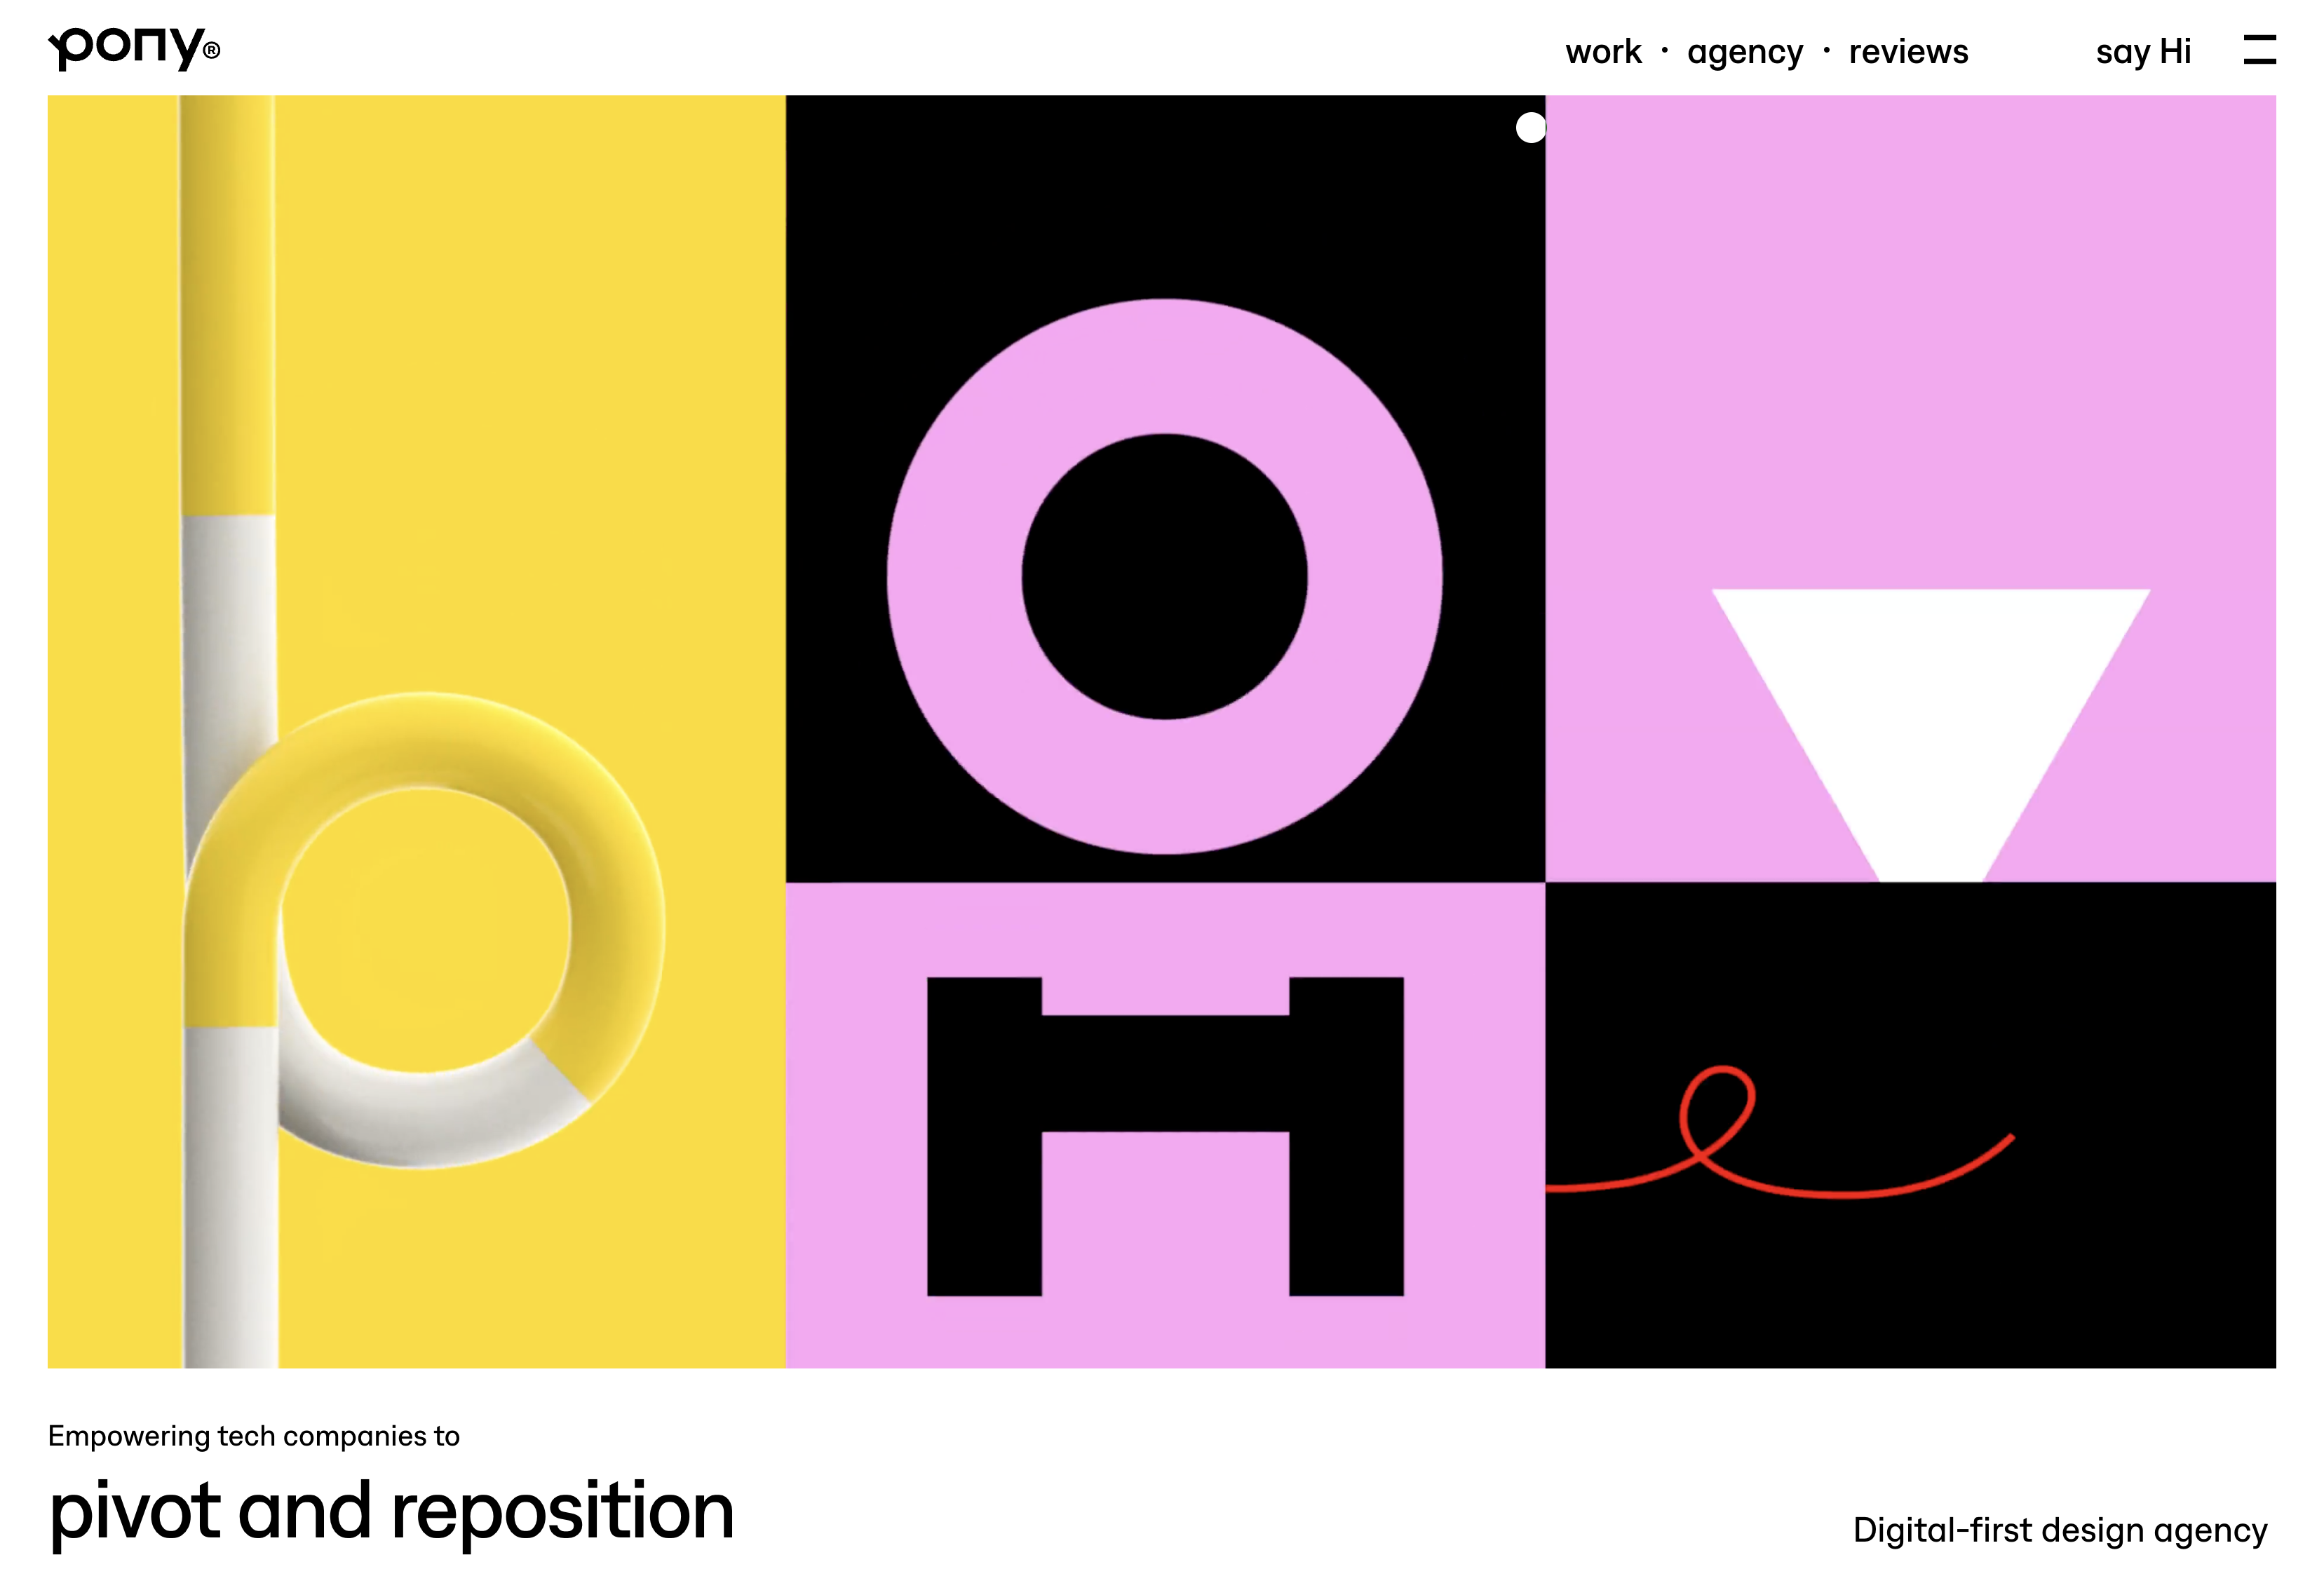 pony®
work · agency · reviews
say Hi
Empowering tech companies to
pivot and reposition
Digital-first design agency